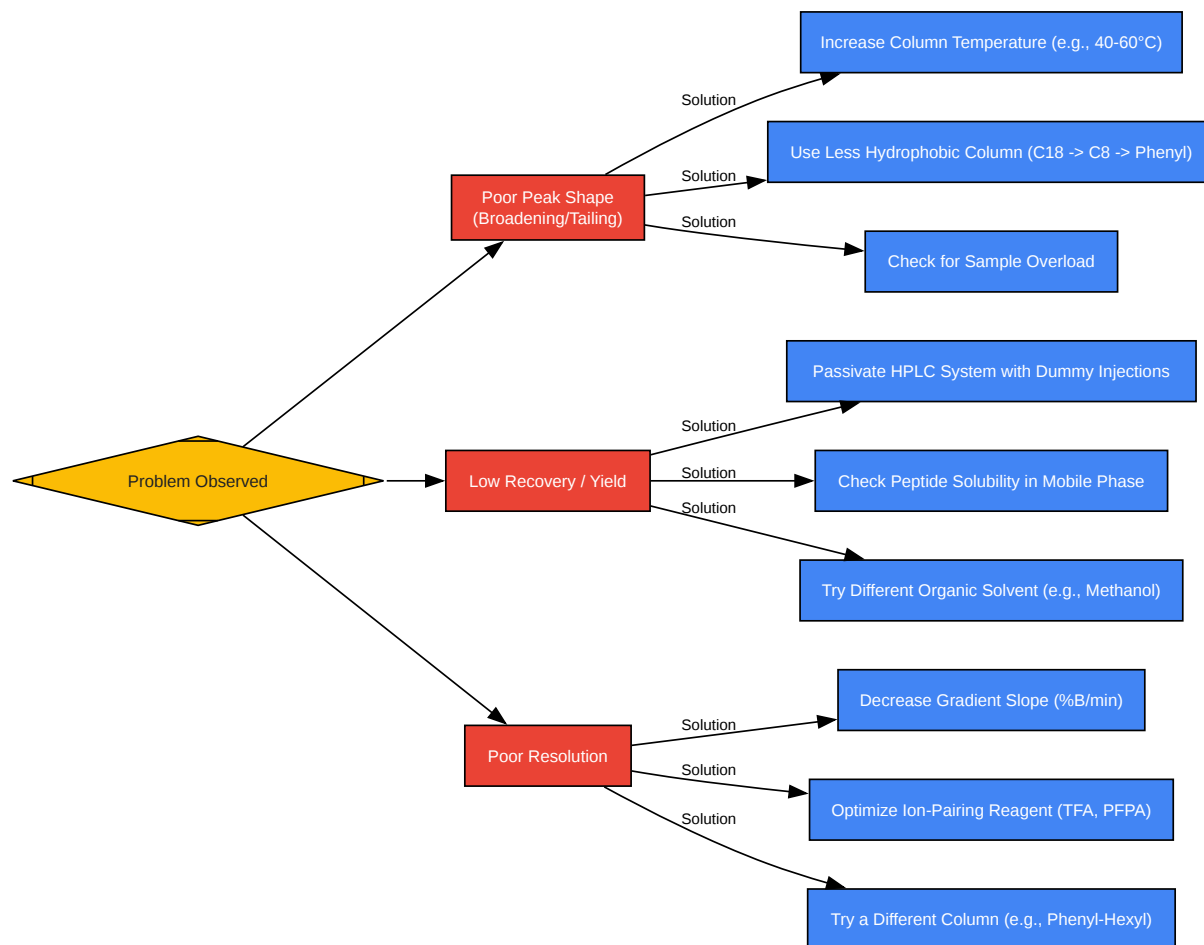 Increase Column Temperature (e.g., 40-60°C)
Solution
Use Less Hydrophobic Column (C18 -> C8 -> Phenyl)
Solution
Poor Peak Shape
(Broadening/Tailing)
Solution
Check for Sample Overload
Passivate HPLC System with Dummy Injections
Solution
Problem Observed
Low Recovery / Yield
Solution
Check Peptide Solubility in Mobile Phase
Solution
Try Different Organic Solvent (e.g., Methanol)
Decrease Gradient Slope (%B/min)
Solution
Poor Resolution
Solution
Optimize Ion-Pairing Reagent (TFA, PFPA)
Solution
Try a Different Column (e.g., Phenyl-Hexyl)